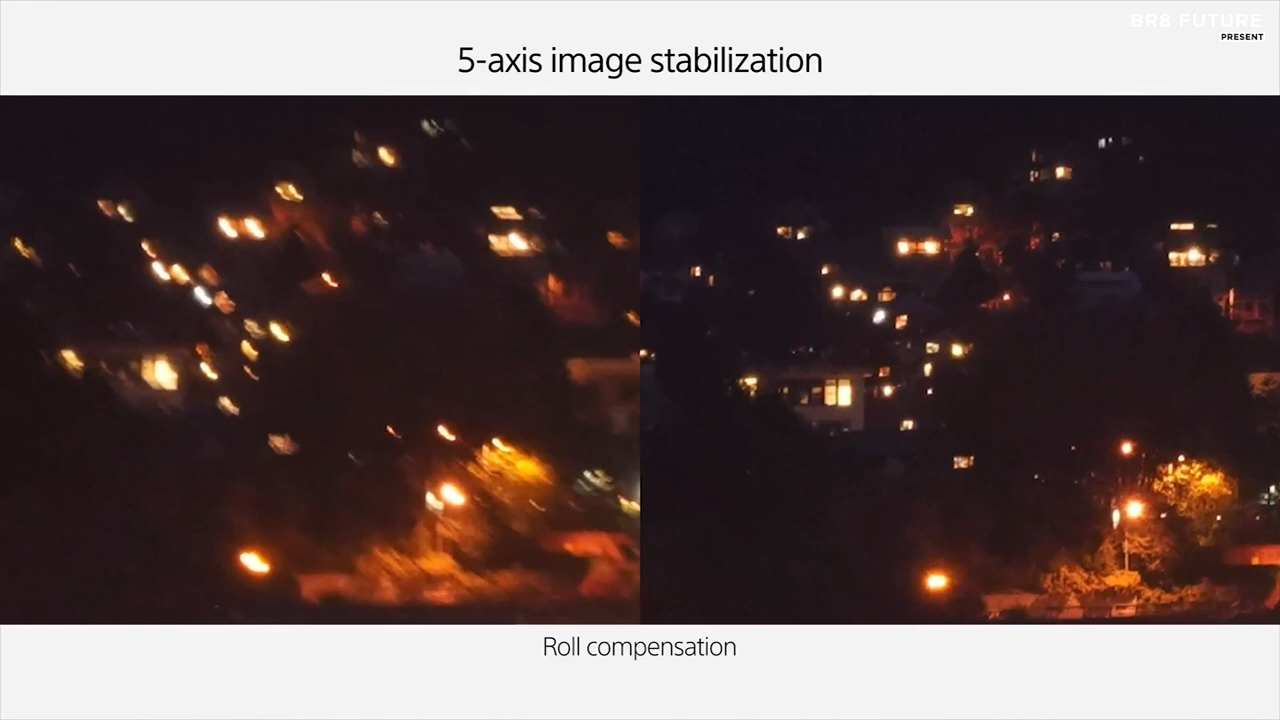 BR8 FUTURE
PRESENT
5-axis image stabilization
Roll compensation